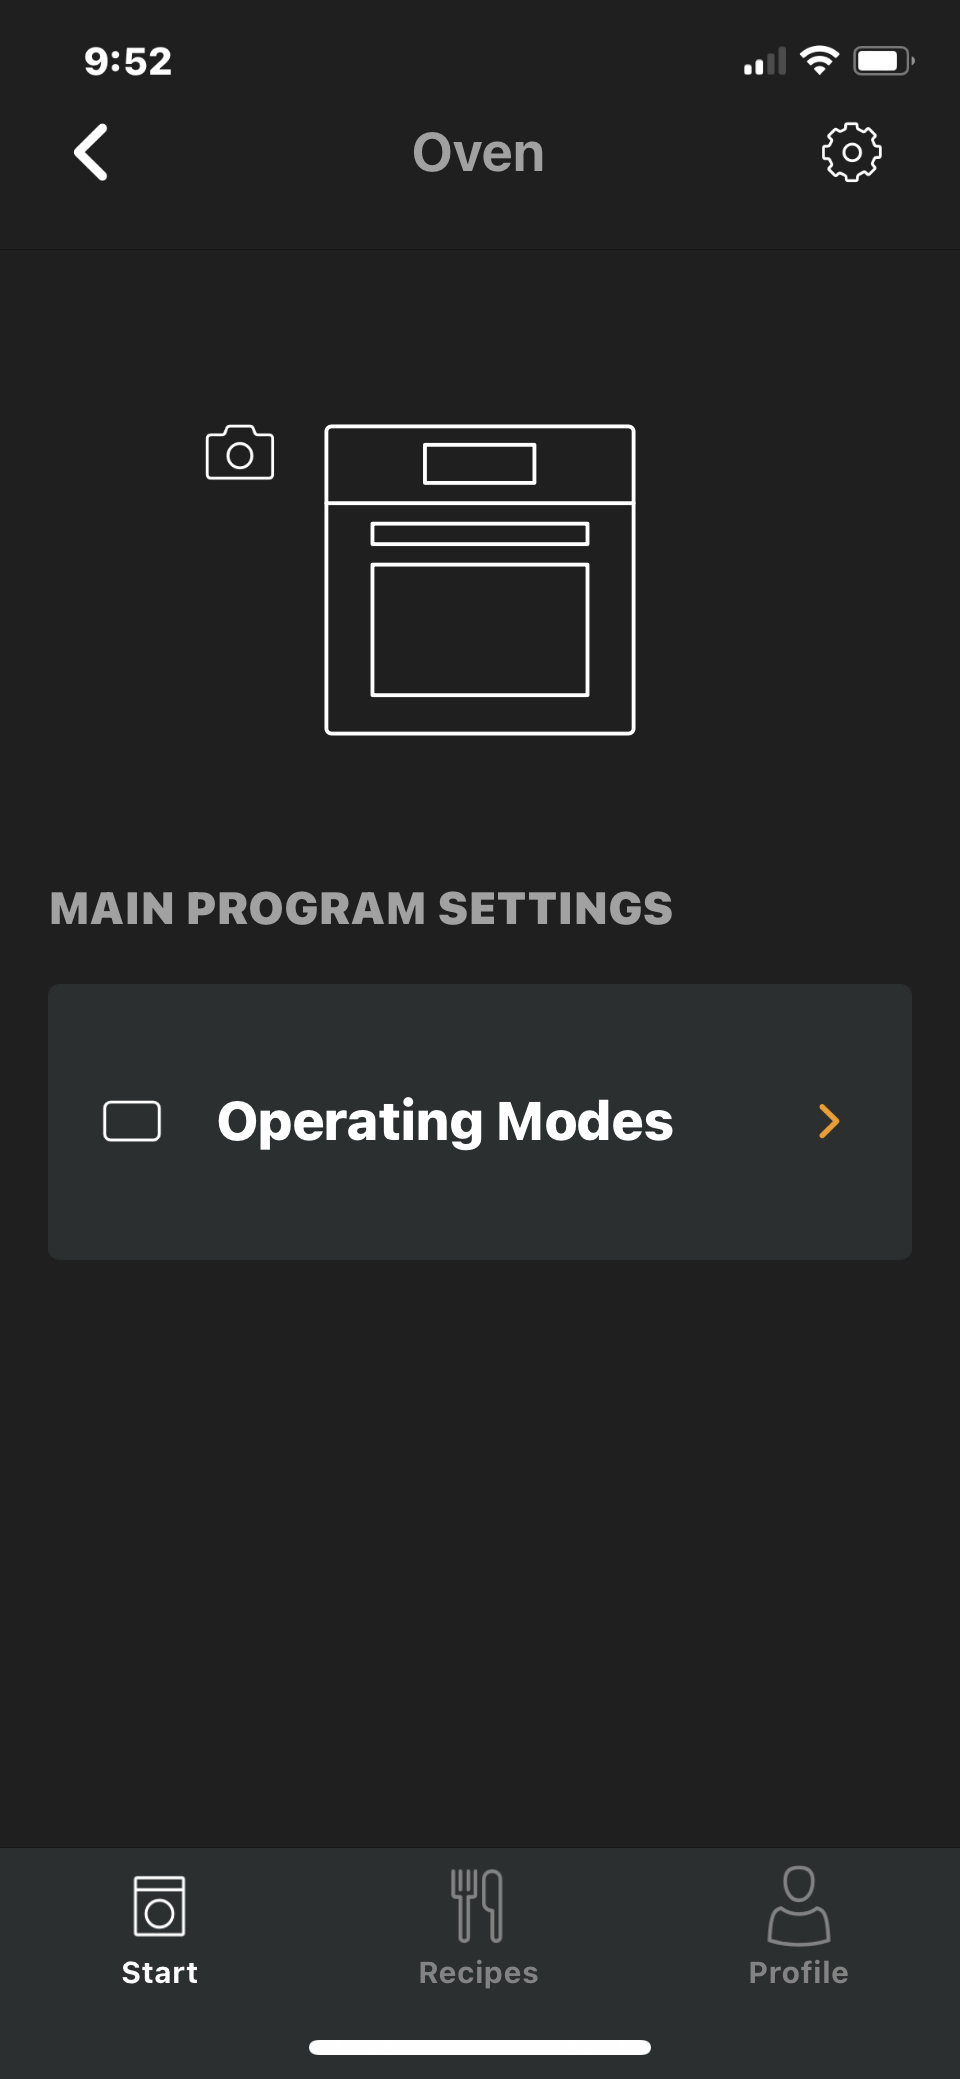 9:52
Oven
MAIN PROGRAM SETTINGS
Operating Modes
Start
Recipes
Profile